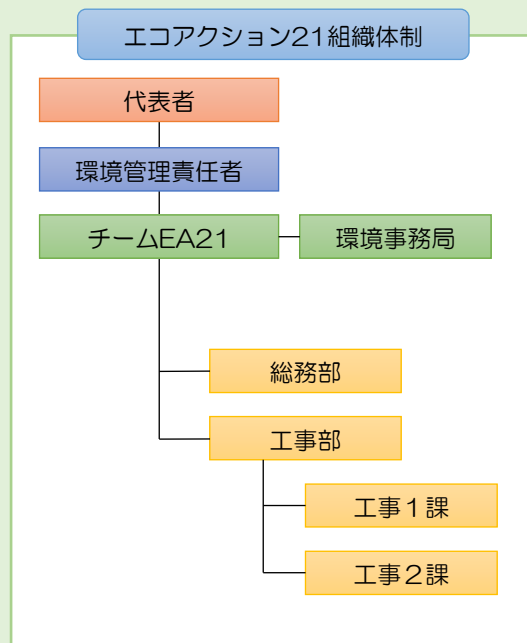 エコアクション21組織体制
代表者
環境管理責任者
チームEA21
環境事務局
総務部
工事部
工事１課
工事２課